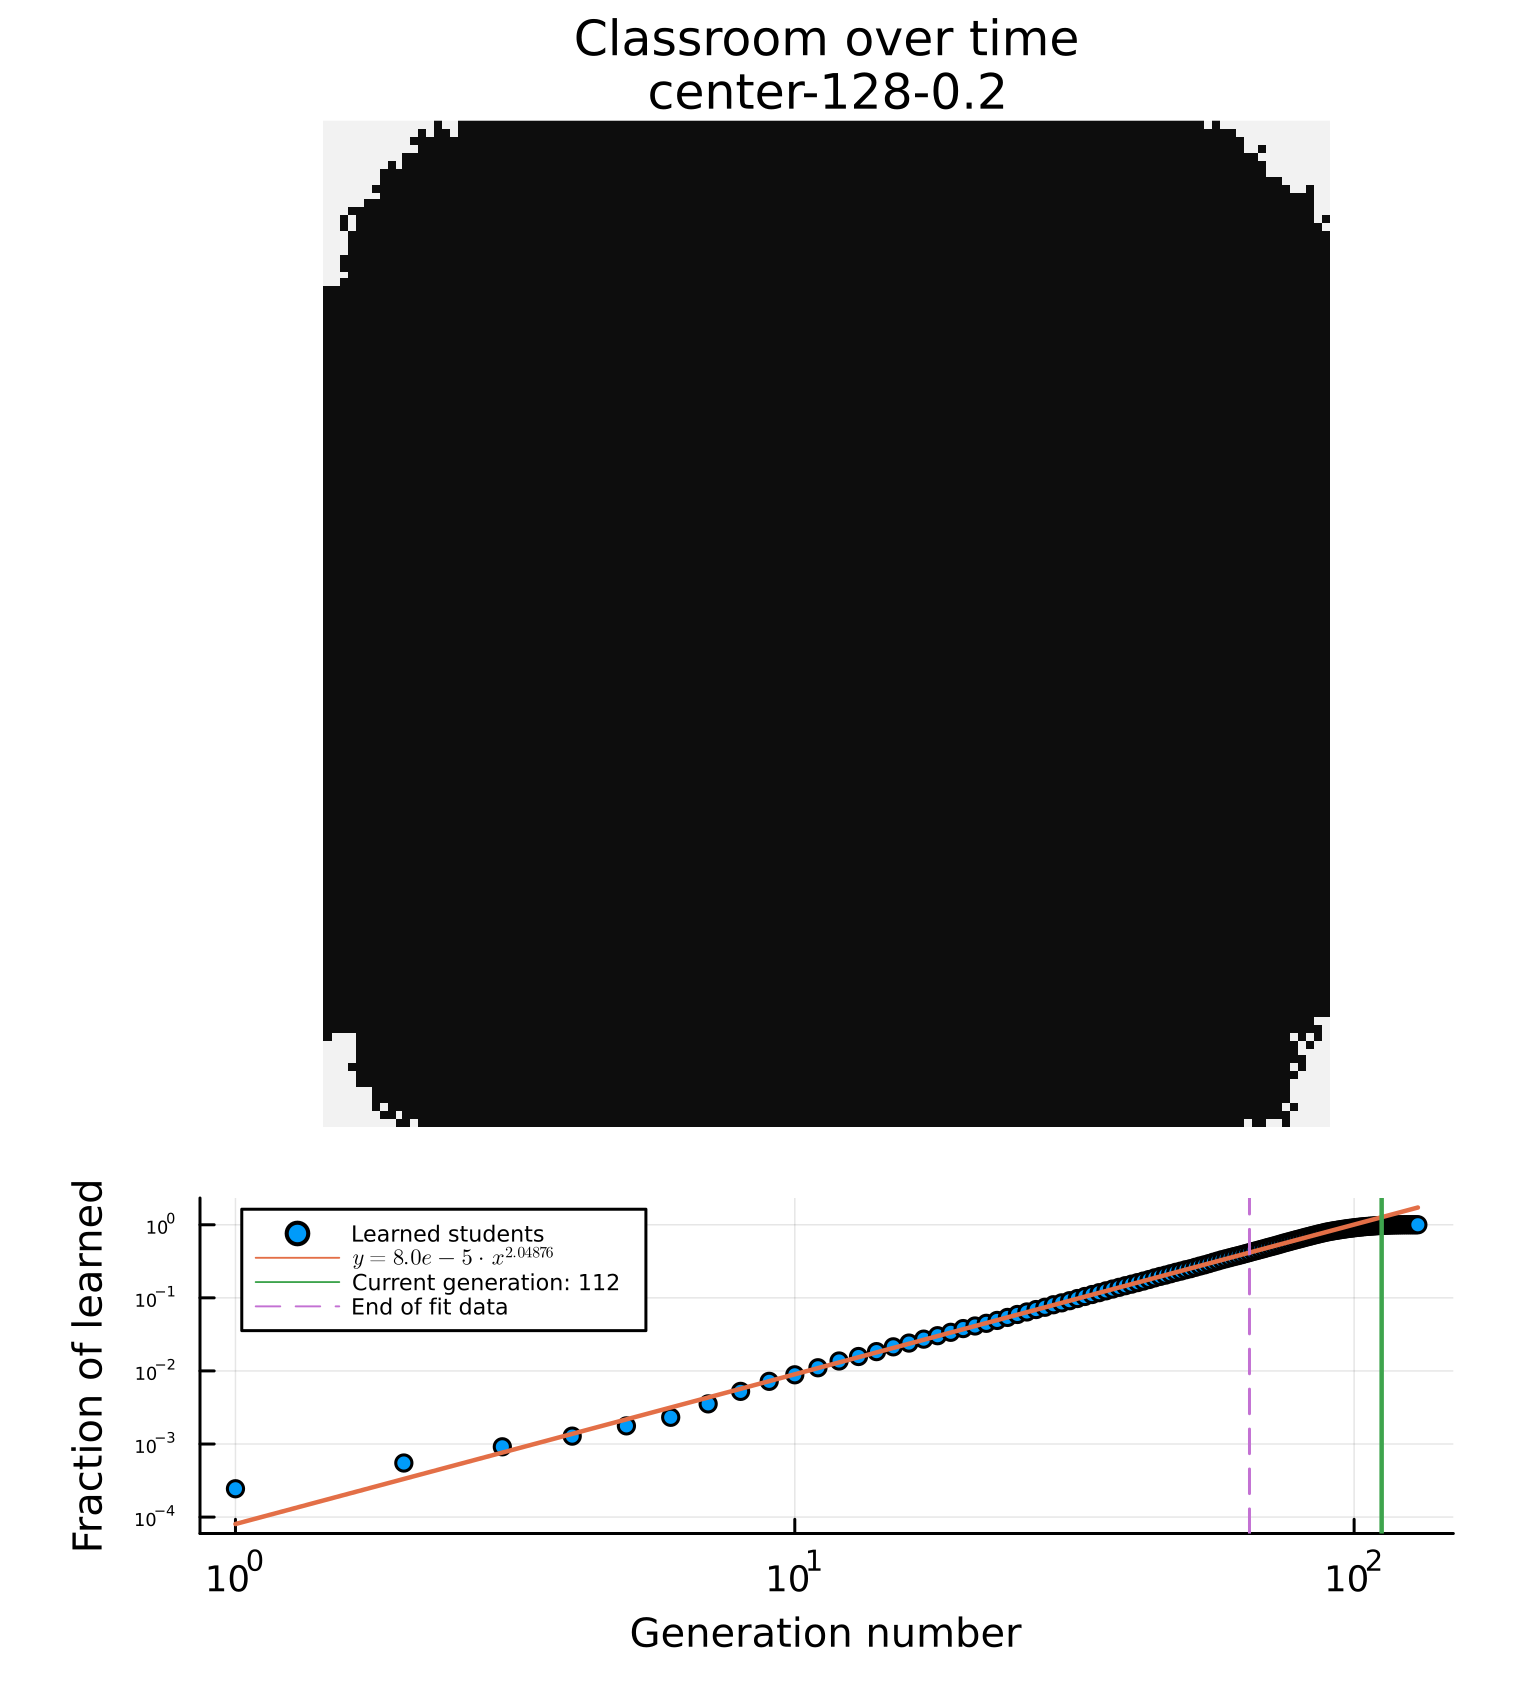 Classroom over time
center-128-0.2
Fraction of learned
10⁰
10⁻¹
10⁻²
10⁻³
10⁻⁴
Learned students
y = 8.0e − 5 · x^2.04876
Current generation: 112
End of fit data
10⁰ 10¹ 10²
Generation number